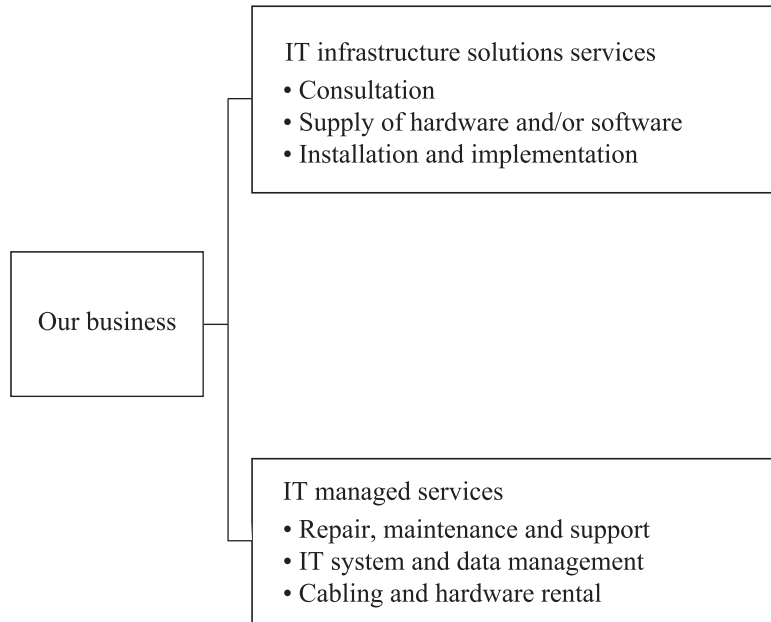 IT infrastructure solutions services
• Consultation
• Supply of hardware and/or software
• Installation and implementation
Our business
IT managed services
• Repair, maintenance and support
• IT system and data management
• Cabling and hardware rental